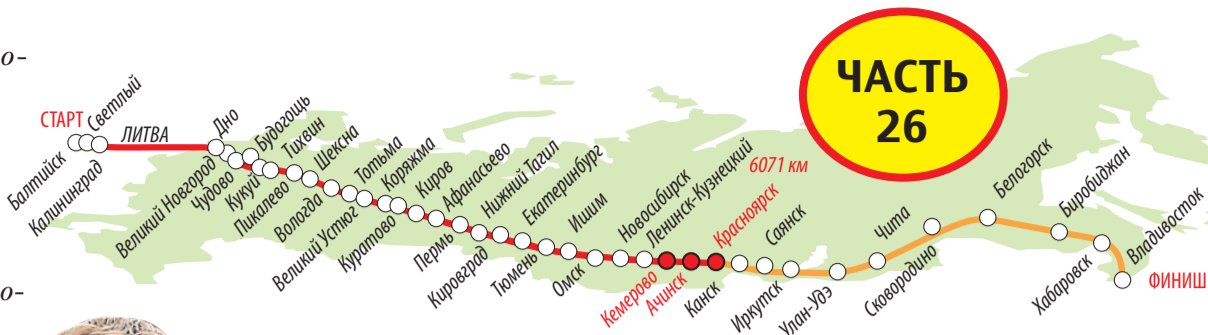 о-
ЧАСТЬ
26
СТАРТ
Балтийск
Светлый
Калининград
ЛИТВА
Дно
Великий Новгород
Чудово
Будогощь
Кукуй
Тихвин
Пикалево
Шексна
Вологда
Тотьма
Великий Устюг
Коряжма
Куратово
Киров
Афанасьево
Пермь
Нижний Тагил
Кировград
Екатеринбург
Тюмень
Ишим
Омск
Новосибирск
Ленинск-Кузнецкий
Кемерово
Ачинск
6071 км
Красноярск
Канск
Саянск
Иркутск
Улан-Удэ
Чита
Сковородино
Белогорск
Биробиджан
Хабаровск
Владивосток
ФИНИШ
о-